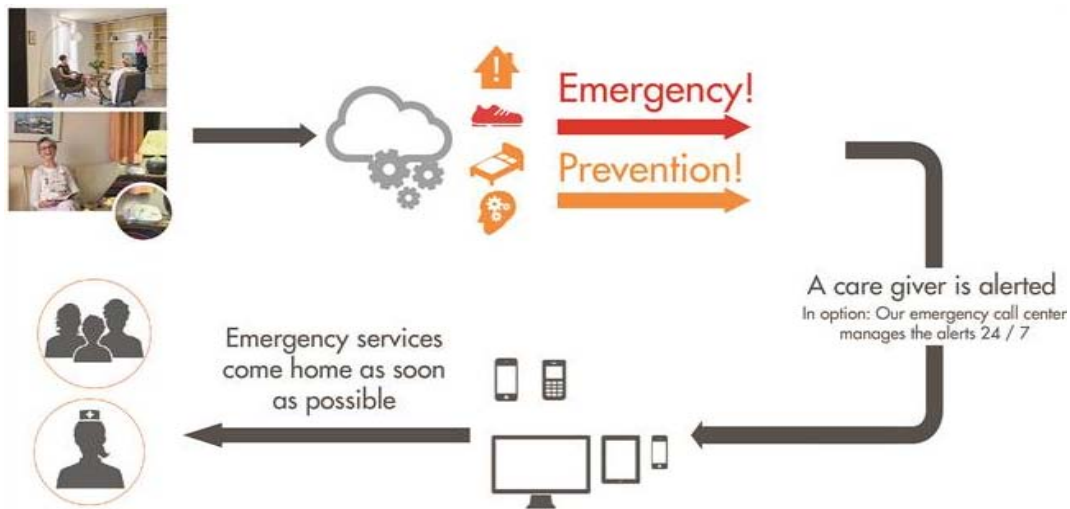 Emergency!
Prevention!
A care giver is alerted
In option: Our emergency call center
manages the alerts 24 / 7
Emergency services
come home as soon
as possible